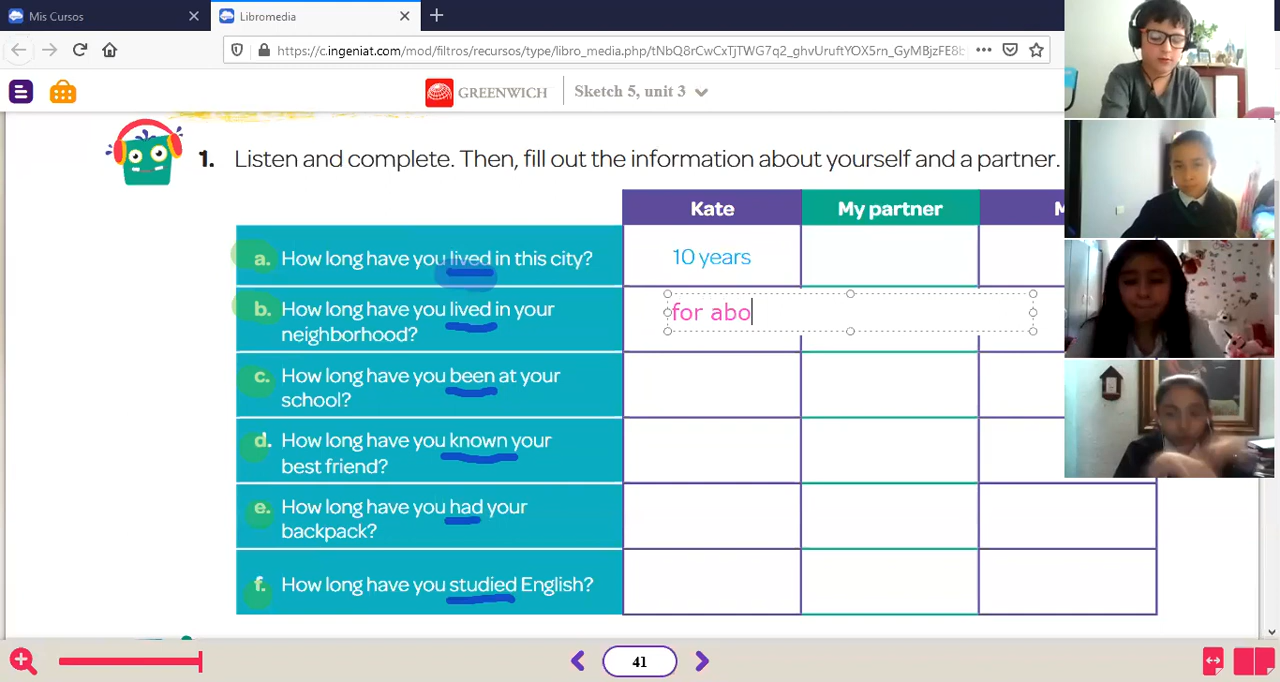 Mis Cursos
Libromedia
https://c.ingeniat.com/mod/filtros/recursos/type/libro_media.php/tNbQ8rCwCxTjTWG7q2_ghvUruftYOX5rn_GyMBjzFE8b
GREENWICH
Sketch 5, unit 3
1. Listen and complete. Then, fill out the information about yourself and a partner.
Kate
My partner
M
a. How long have you lived in this city?
10 years
b. How long have you lived in your
neighborhood?
for abo
c. How long have you been at your
school?
d. How long have you known your
best friend?
e. How long have you had your
backpack?
f. How long have you studied English?
41